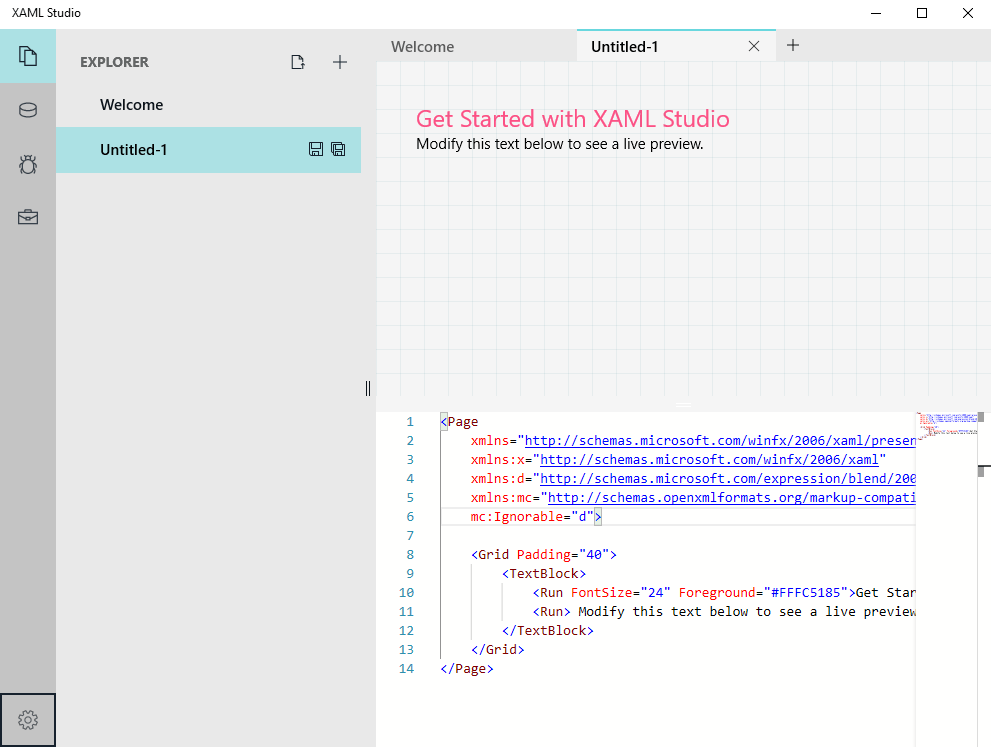 XAML Studio
EXPLORER
Welcome
Untitled-1
Welcome
Untitled-1
Get Started with XAML Studio
Modify this text below to see a live preview.
1 <Page
2 xmlns="http://schemas.microsoft.com/winfx/2006/xaml/presen
3 xmlns:x="http://schemas.microsoft.com/winfx/2006/xaml"
4 xmlns:d="http://schemas.microsoft.com/expression/blend/200
5 xmlns:mc="http://schemas.openxmlformats.org/markup-compati
6 mc:Ignorable="d">
7
8 <Grid Padding="40">
9 <TextBlock>
10 <Run FontSize="24" Foreground="#FFFC5185">Get Star
11 <Run> Modify this text below to see a live preview
12 </TextBlock>
13 </Grid>
14 </Page>